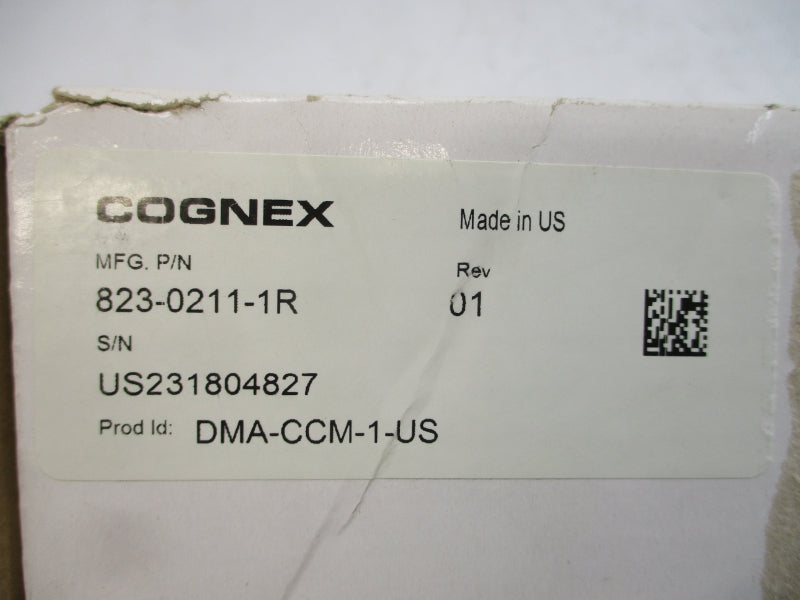 COGNEX
Made in US
MFG. P/N
Rev
823-0211-1R
01
S/N
US231804827
Prod Id: DMA-CCM-1-US